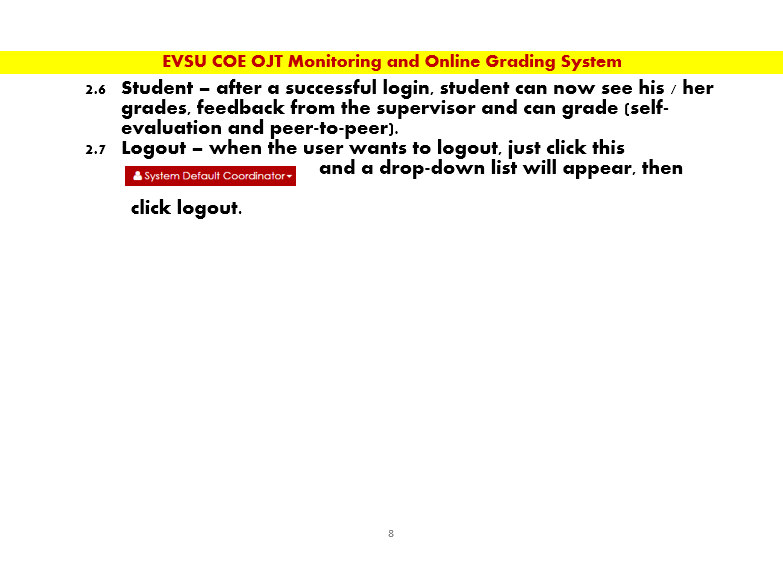 EVSU COE OJT Monitoring and Online Grading System
2.6 Student – after a successful login, student can now see his / her
grades, feedback from the supervisor and can grade (self-
evaluation and peer-to-peer).
2.7 Logout – when the user wants to logout, just click this
System Default Coordinator and a drop-down list will appear, then
click logout.
8